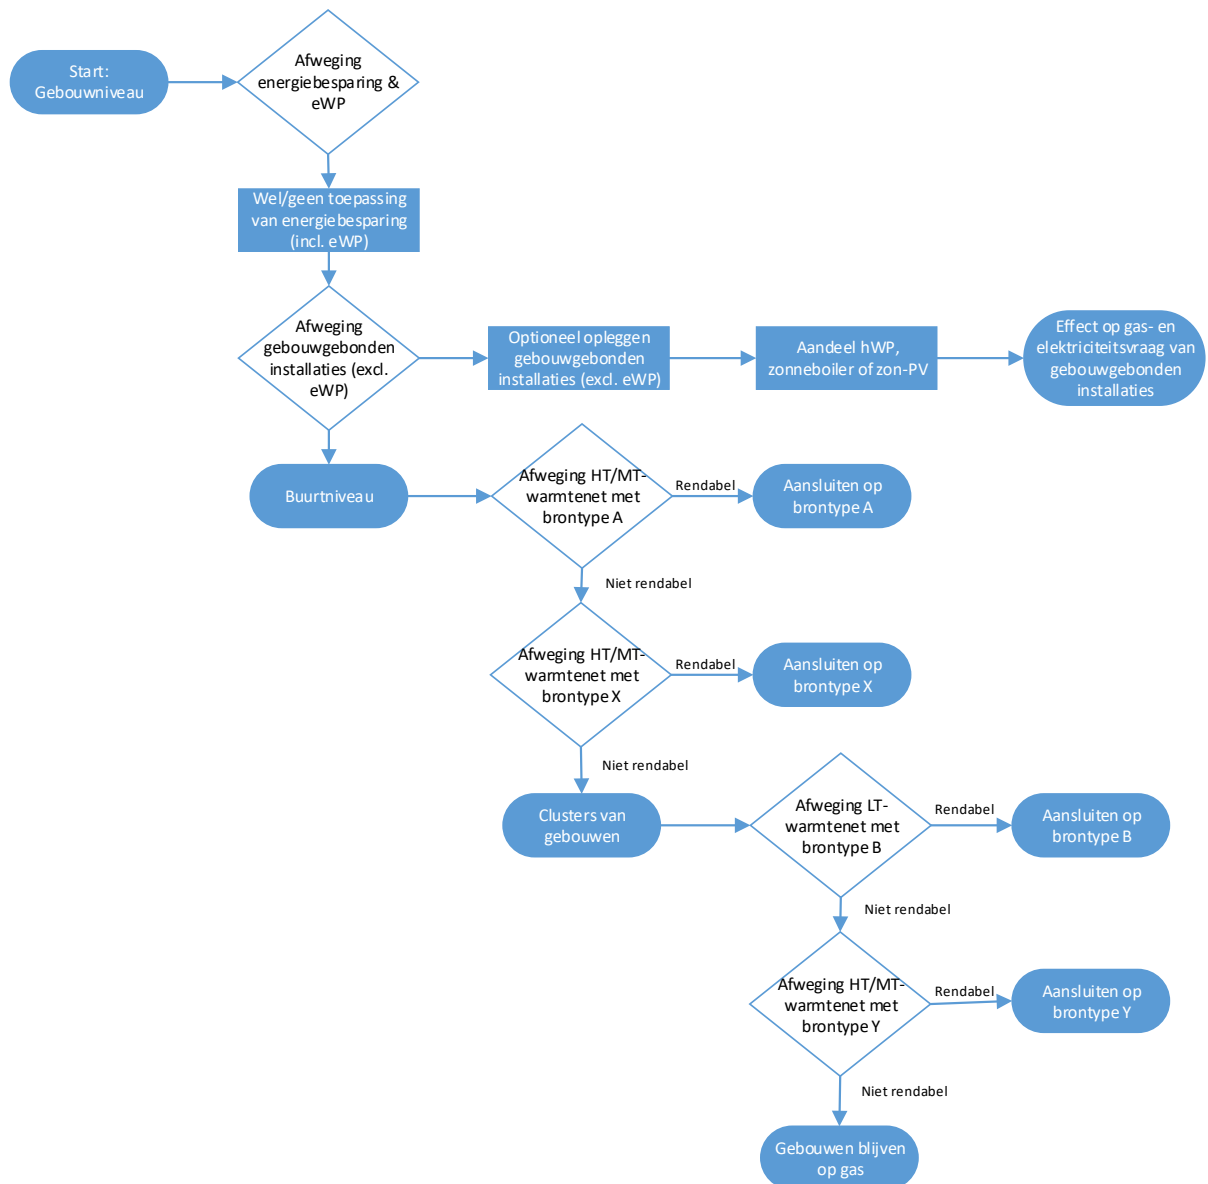 Start:
Gebouwniveau
Afweging
energiebesparing &
eWP
Wel/geen toepassing
van energiebesparing
(incl. eWP)
Afweging
gebouwgebonden
installaties (excl.
eWP)
Optioneel opleggen
gebouwgebonden
installaties (excl. eWP)
Aandeel hWP,
zonneboiler of zon-PV
Effect op gas- en
elektriciteitsvraag van
gebouwgebonden
installaties
Buurtniveau
Afweging HT/MT-
warmtenet met
brontype A
Rendabel
Aansluiten op
brontype A
Niet rendabel
Afweging HT/MT-
warmtenet met
brontype X
Rendabel
Aansluiten op
brontype X
Niet rendabel
Clusters van
gebouwen
Afweging LT-
warmtenet met
brontype B
Rendabel
Aansluiten op
brontype B
Niet rendabel
Afweging HT/MT-
warmtenet met
brontype Y
Rendabel
Aansluiten op
brontype Y
Niet rendabel
Gebouwen blijven
op gas